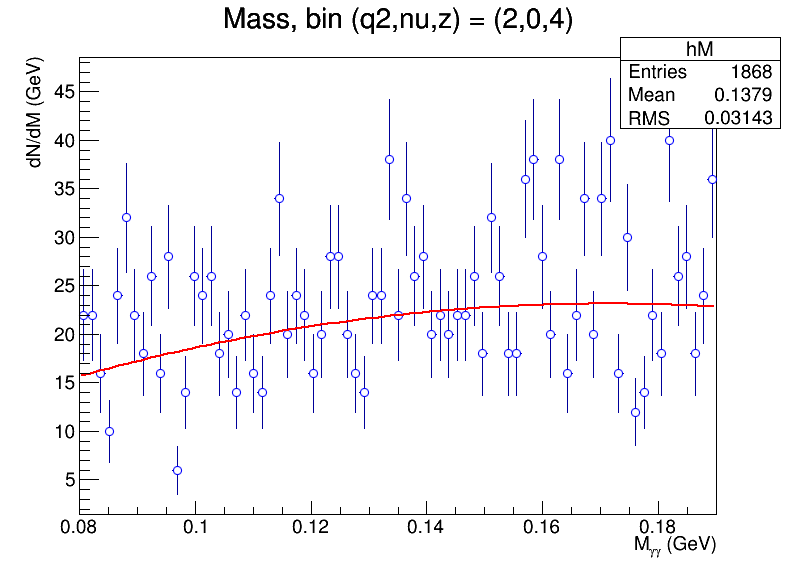 Mass, bin (q2,nu,z) = (2,0,4)
hM
Entries 1868
Mean 0.1379
RMS 0.03143
dN/dM (GeV)
45
40
35
30
25
20
15
10
5
0.08 0.1 0.12 0.14 0.16 0.18
Mγγ (GeV)